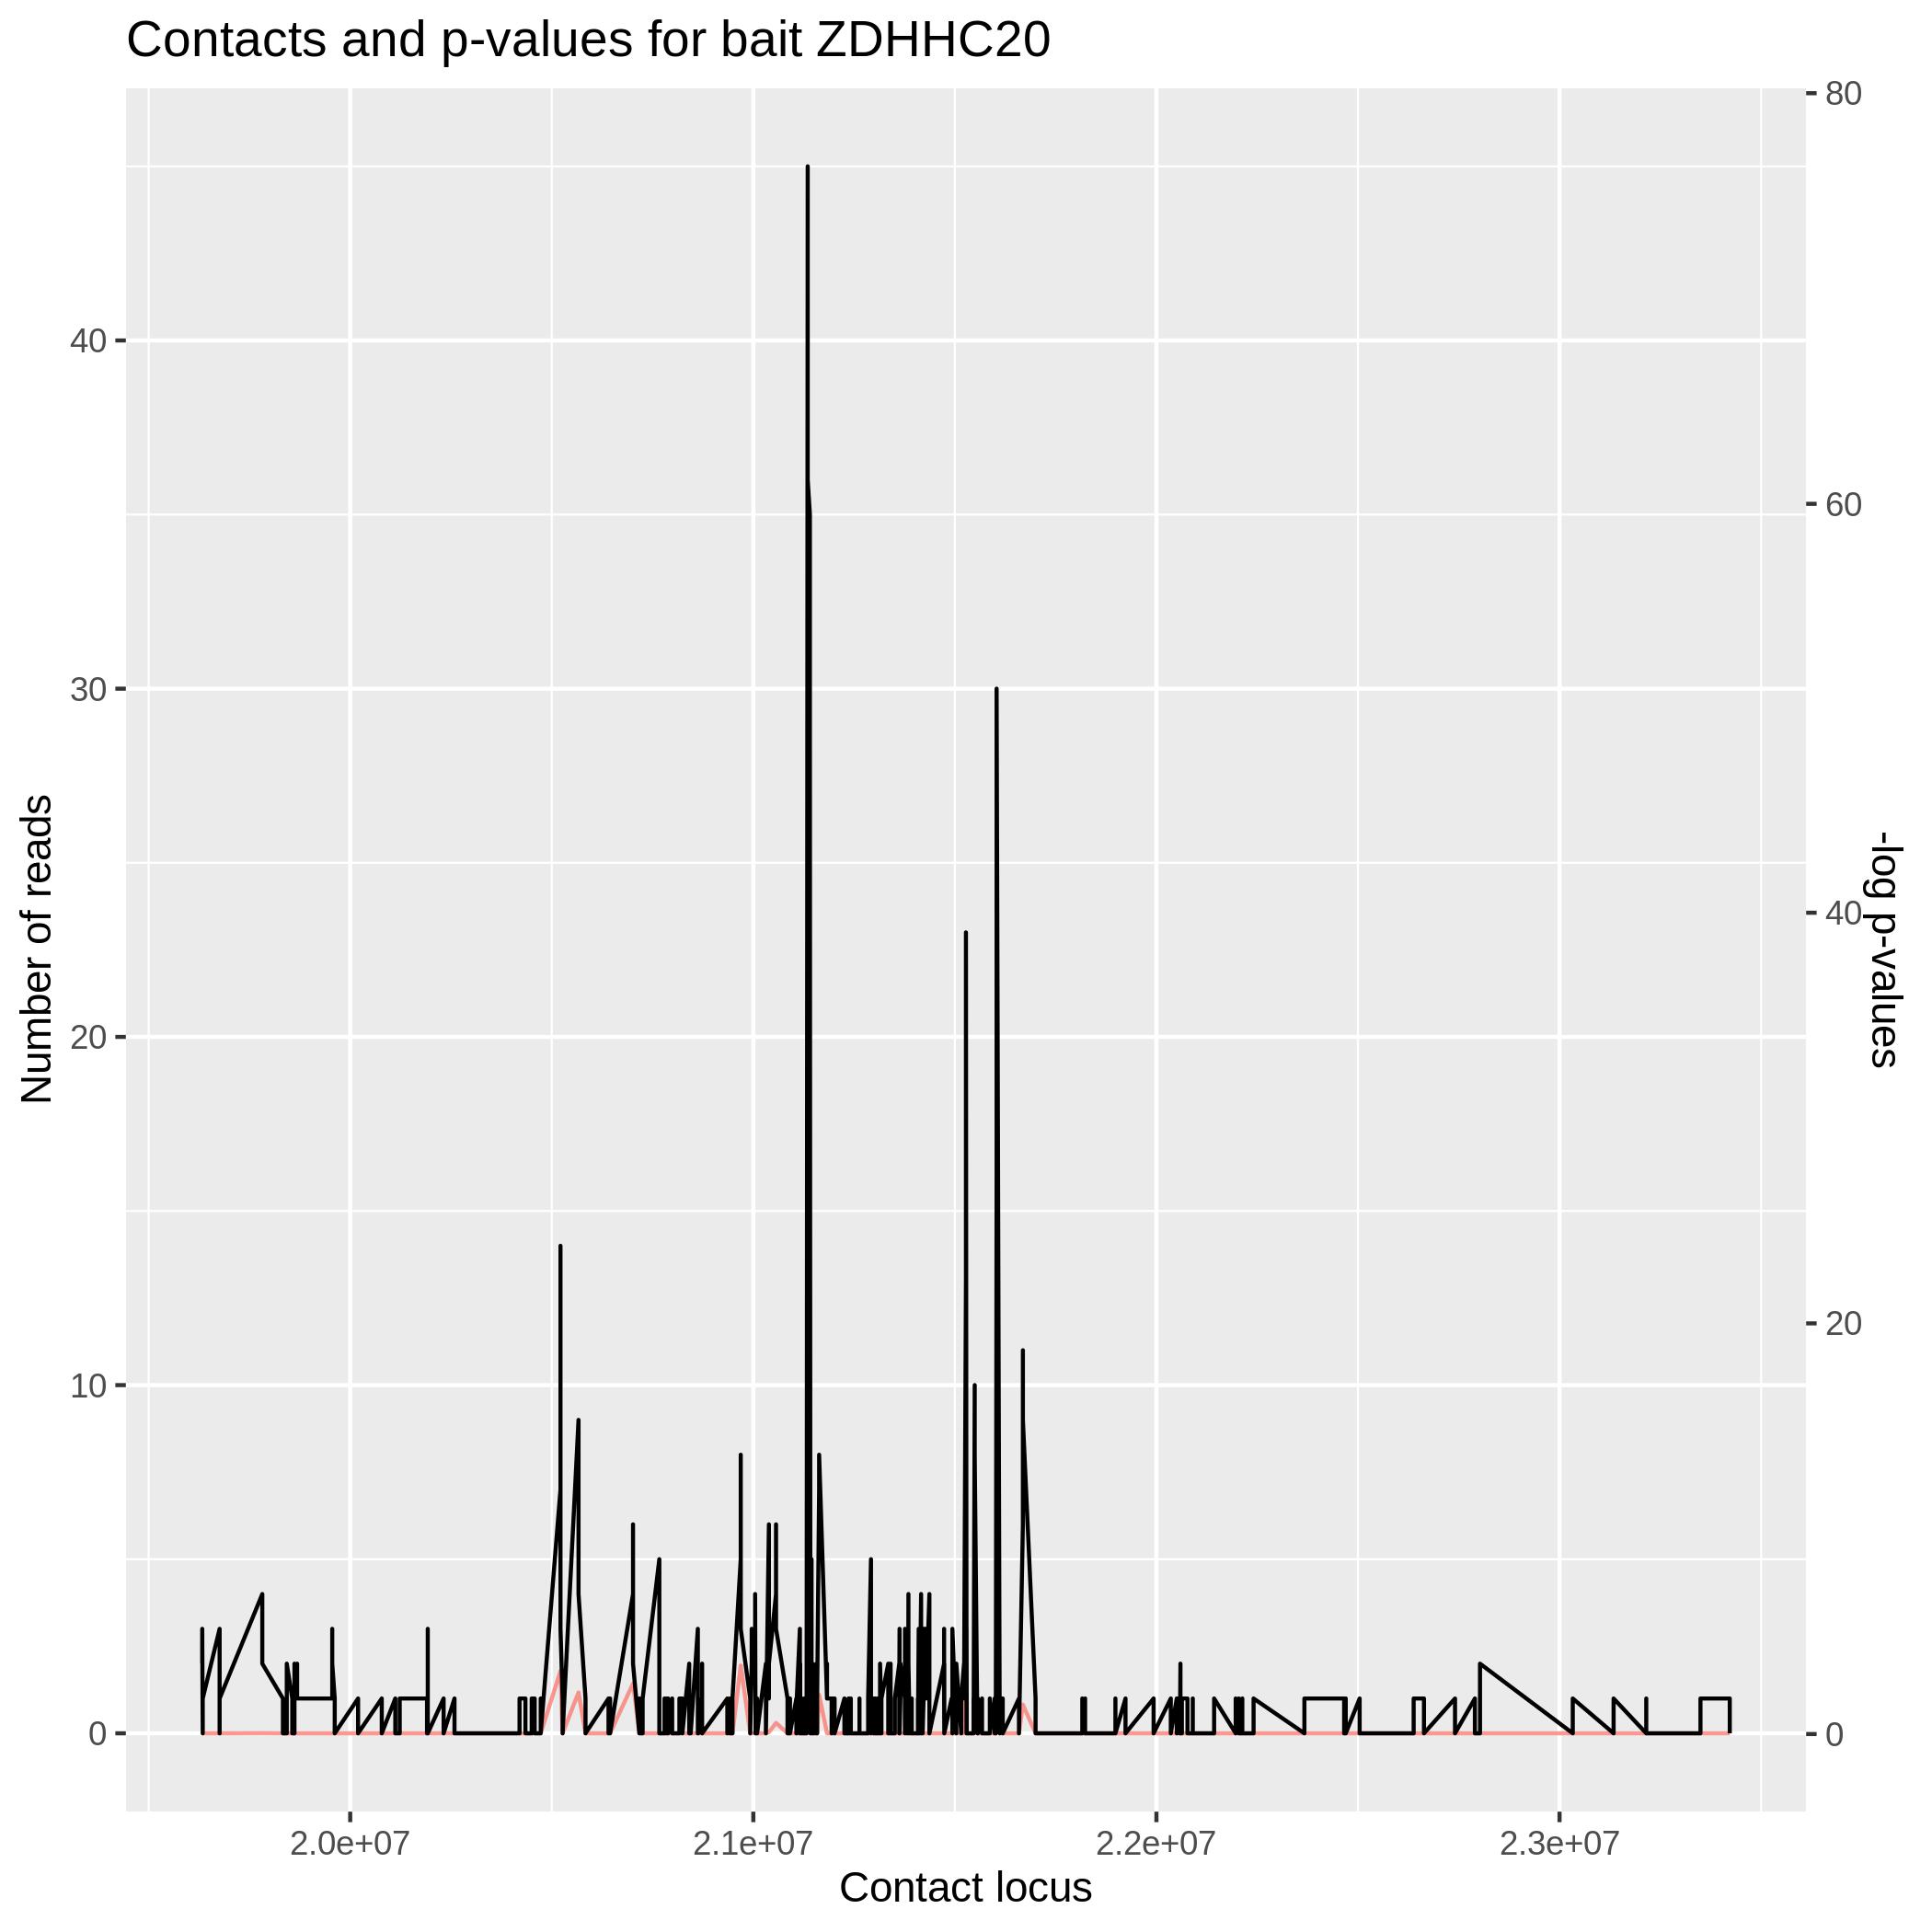 Contacts and p-values for bait ZDHHC20
80
60
40
20
0
40
30
20
10
0
Number of reads
-log p-values
2.0e+07 2.1e+07 2.2e+07 2.3e+07
Contact locus